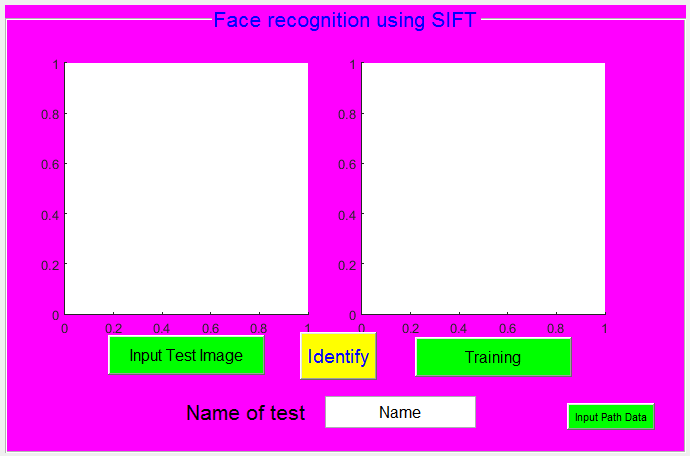 Face recognition using SIFT
1 1
0.8 0.8
0.6 0.6
0.4 0.4
0.2 0.2
0 0
0 0.2 0.4 0.6 0.8 1 0 0.2 0.4 0.6 0.8 1
Input Test Image Identify Training
Name of test Name Input Path Data